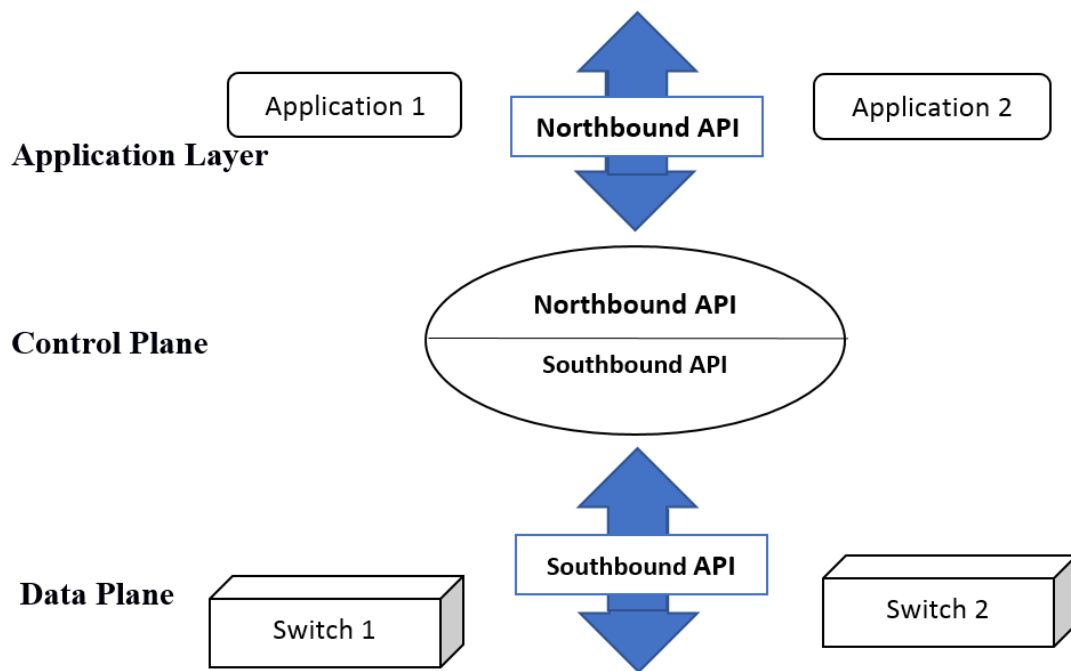 Application 1
Northbound API
Application 2
Application Layer
Northbound API
Control Plane
Southbound API
Southbound API
Data Plane
Switch 1
Switch 2